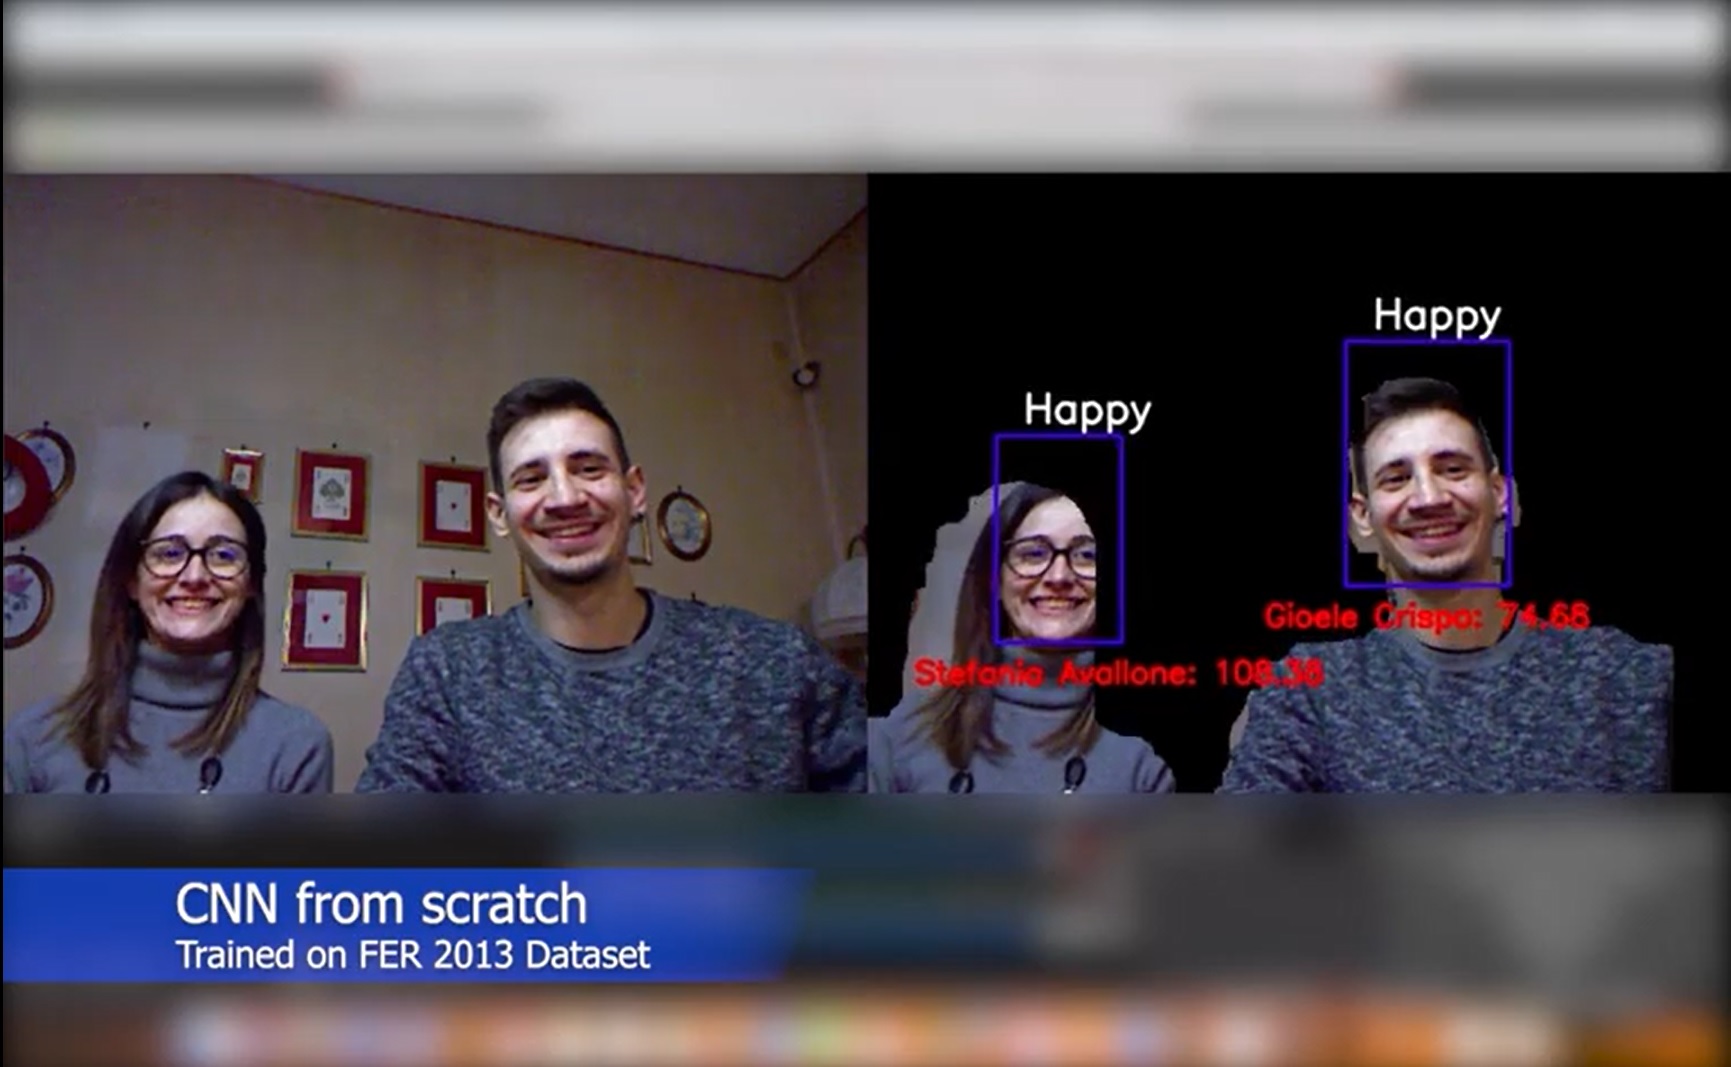 Happy
Happy
Gioele Crispo: 74.68
Stefania Avallone: 108.38
CNN from scratch
Trained on FER 2013 Dataset